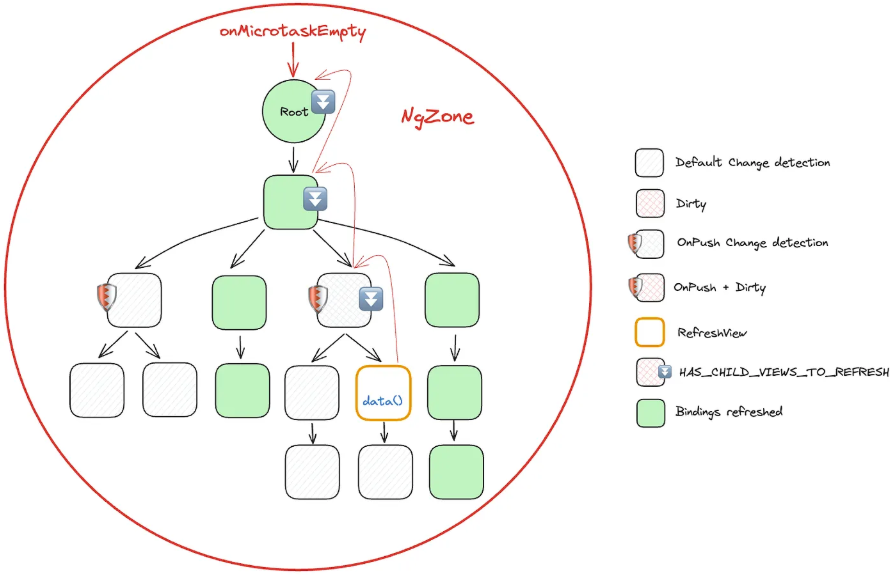 onMicrotaskEmpty
Root
NgZone
data()
Default Change detection
Dirty
OnPush Change detection
OnPush + Dirty
RefreshView
HAS_CHILD_VIEWS_TO_REFRESH
Bindings refreshed